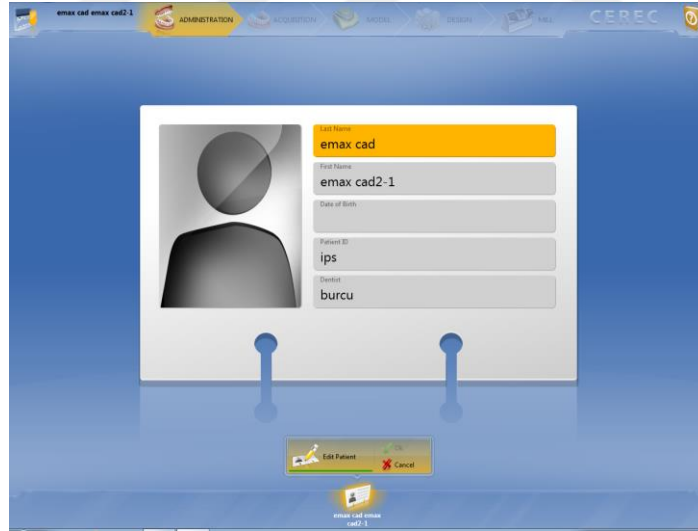 emax cad emax cad2-1
ADMINISTRATION
ACQUISITION
MODEL
DESIGN
MILL
CEREC
Last Name
emax cad
First Name
emax cad2-1
Date of Birth
Patient ID
ips
Dentist
burcu
Edit Patient
Ok
Cancel
emax cad emax
cad2-1